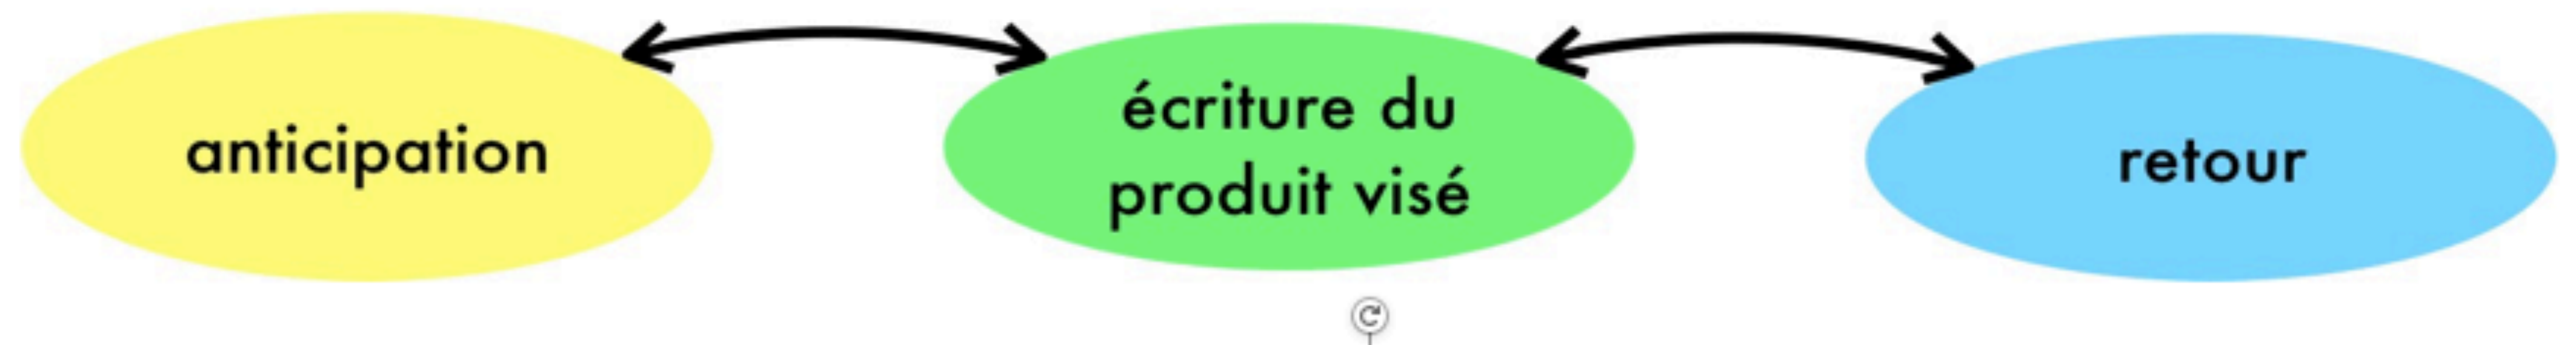 anticipation
écriture du
produit visé
retour